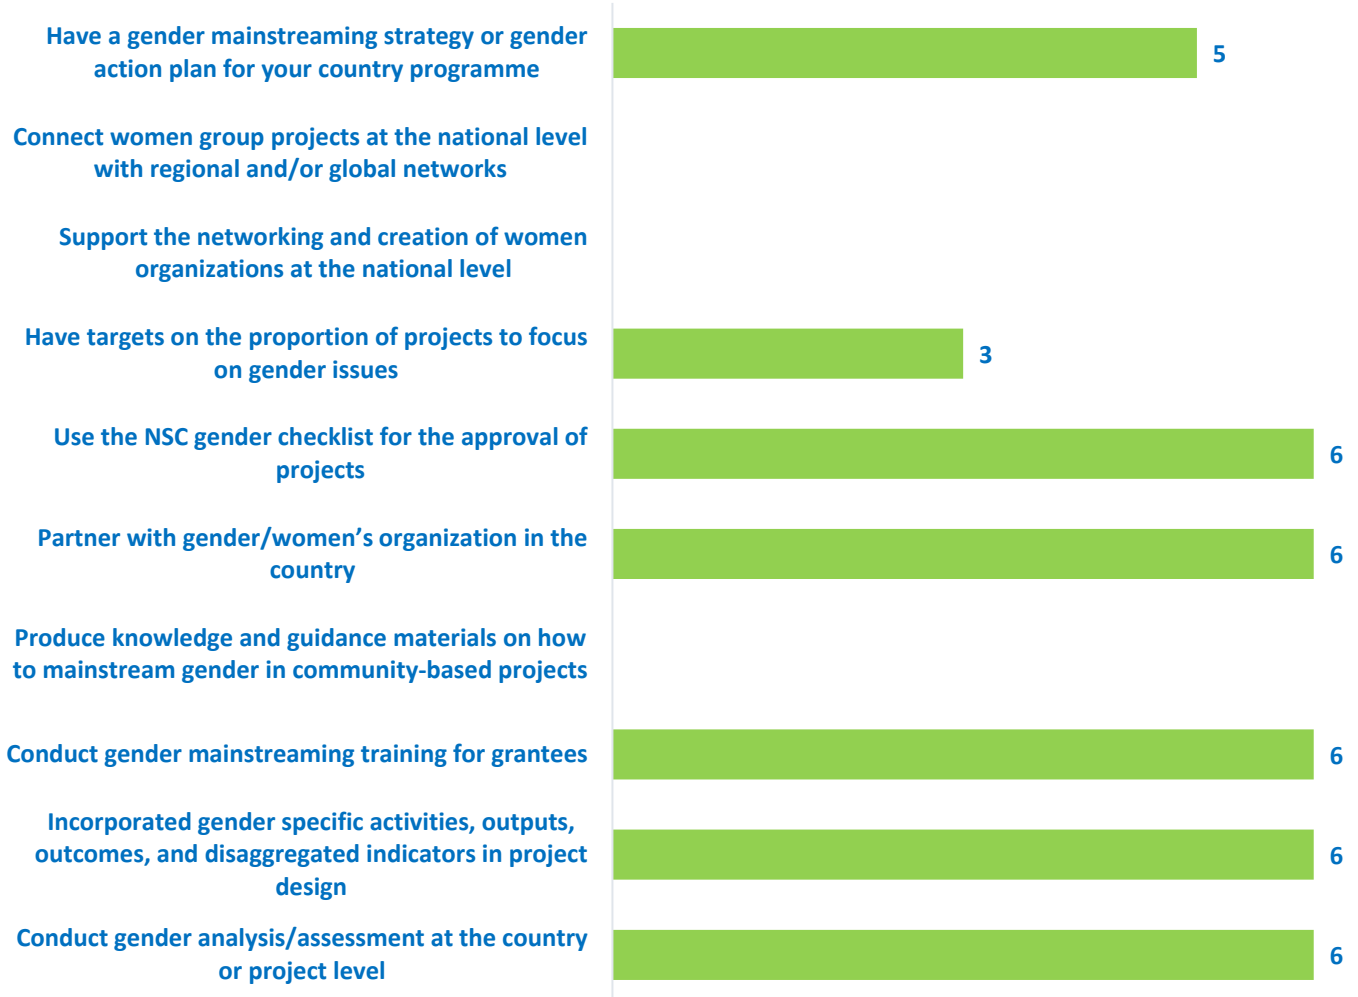 Have a gender mainstreaming strategy or gender
action plan for your country programme
5
Connect women group projects at the national level
with regional and/or global networks
Support the networking and creation of women
organizations at the national level
Have targets on the proportion of projects to focus
on gender issues
3
Use the NSC gender checklist for the approval of
projects
6
Partner with gender/women’s organization in the
country
6
Produce knowledge and guidance materials on how
to mainstream gender in community-based projects
Conduct gender mainstreaming training for grantees
6
Incorporated gender specific activities, outputs,
outcomes, and disaggregated indicators in project
design
6
Conduct gender analysis/assessment at the country
or project level
6